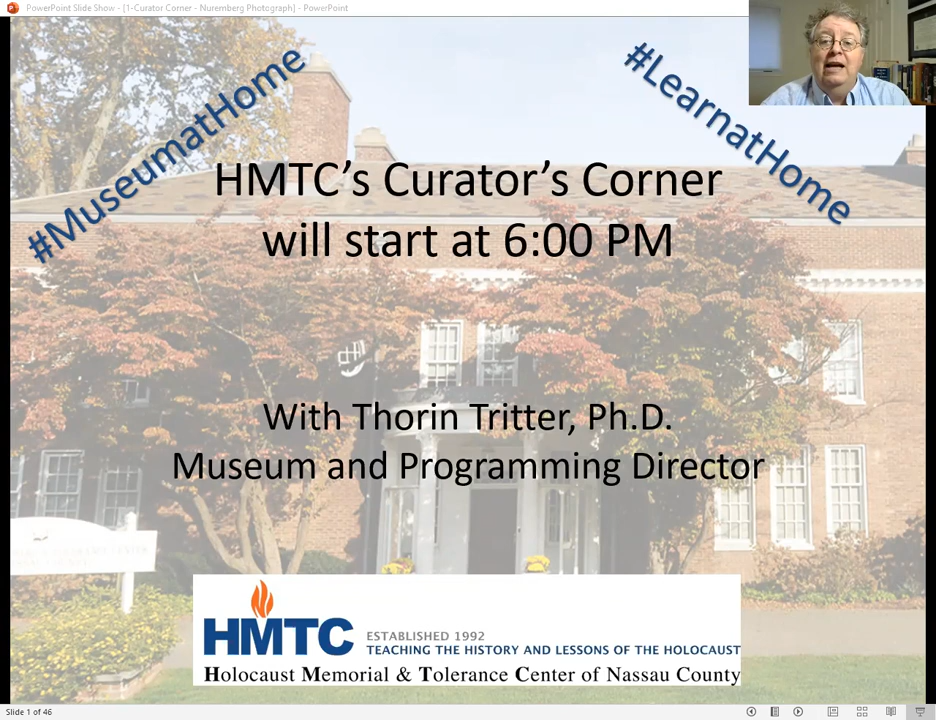 PowerPoint Slide Show - [1-Curator Corner - Nuremberg Photograph] - PowerPoint
#MuseumatHome
#LearnatHome
HMTC’s Curator’s Corner
will start at 6:00 PM
With Thorin Tritter, Ph.D.
Museum and Programming Director
HMTC
ESTABLISHED 1992
TEACHING THE HISTORY AND LESSONS OF THE HOLOCAUST
Holocaust Memorial & Tolerance Center of Nassau County
Slide 1 of 46